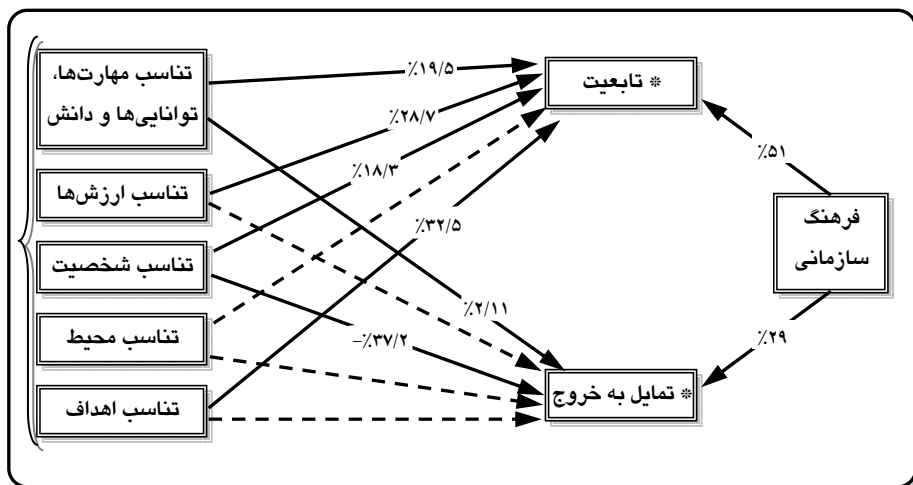 تناسب مهارت‌ها،
توانایی‌ها و دانش
تناسب ارزش‌ها
تناسب شخصیت
تناسب محیط
تناسب اهداف
٪۱۹/۵
٪۲۸/۷
٪۱۸/۳
٪۳۲/۵
٪۲/۱۱
–٪۳۷/۲
* تابعیت
* تمایل به خروج
٪۵۱
٪۲۹
فرهنگ
سازمانی